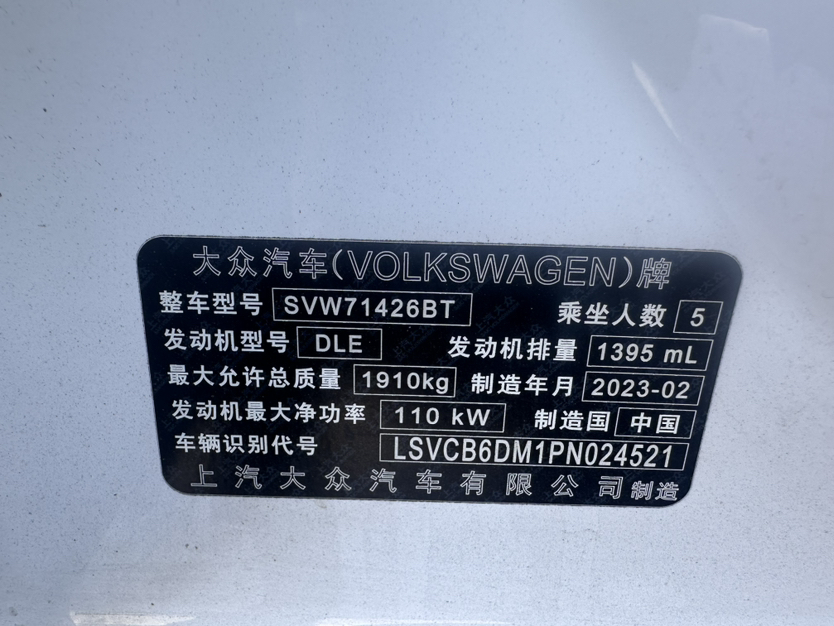 大众汽车(VOLKSWAGEN)牌
整车型号 SVW71426BT 乘坐人数 5
发动机型号 DLE 发动机排量 1395 mL
最大允许总质量 1910kg 制造年月 2023-02
发动机最大净功率 110 kW 制造国 中国
车辆识别代号 LSVCB6DM1PN024521
上汽大众汽车有限公司制造